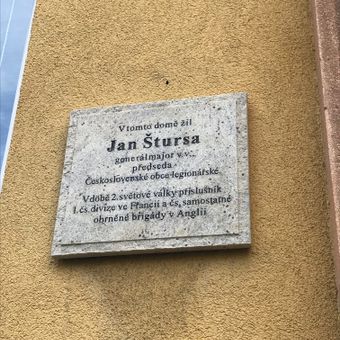 V tomto domě žil
Jan Štursa
generálmajor v.v.
předseda
Československé obce legionářské
V době 2. světové války příslušník
1. čs. divize ve Francii a čs. samostatné
obrněné brigády v Anglii